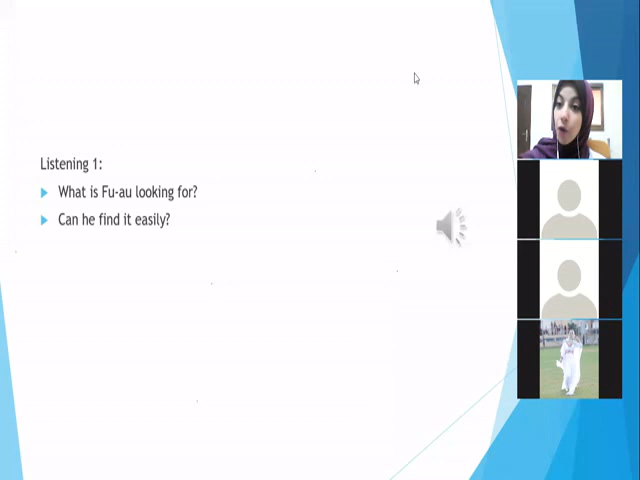 Listening 1:
What is Fu-au looking for?
Can he find it easily?